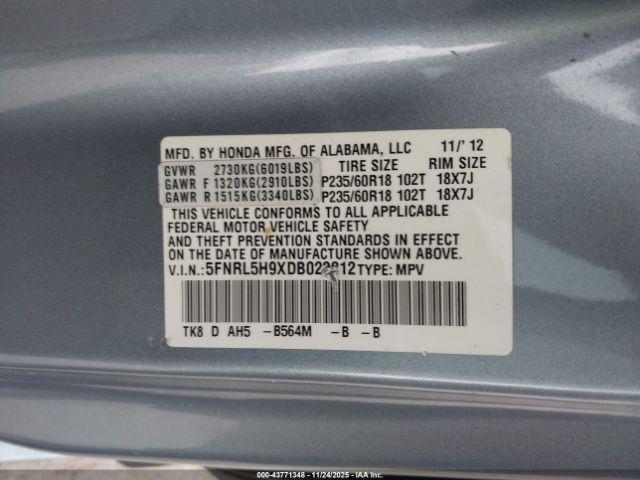 MFD. BY HONDA MFG. OF ALABAMA, LLC 11/'12
GVWR 2730KG(6019LBS) TIRE SIZE RIM SIZE
GAWR F 1320KG(2910LBS) P235/60R18 102T 18X7J
GAWR R 1515KG(3340LBS) P235/60R18 102T 18X7J
THIS VEHICLE CONFORMS TO ALL APPLICABLE
FEDERAL MOTOR VEHICLE SAFETY
AND THEFT PREVENTION STANDARDS IN EFFECT
ON THE DATE OF MANUFACTURE SHOWN ABOVE.
V.I.N.: TYPE: MPV
TK8 D AH5 -B564M -B -B
© - 43771348 - 11/24/2025 - IAAI.COM